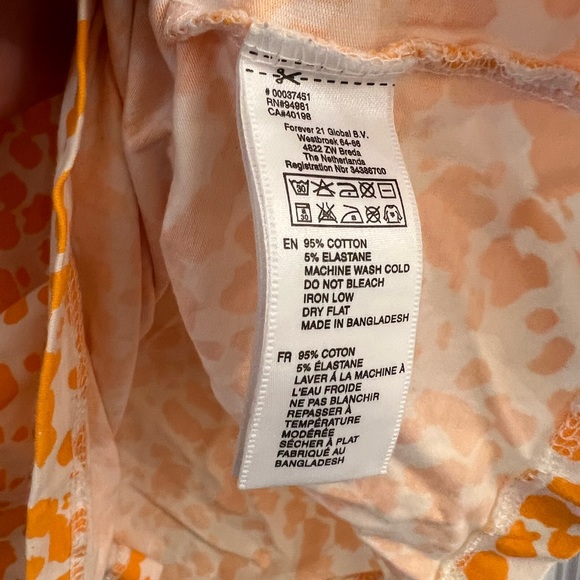 # 00037451
RN#94981
CA#40198
Forever 21 Global B.V.
Westbroek 64-66
4822 ZW Breda
The Netherlands
Registration Nbr 34386700
30
30
EN 95% COTTON
5% ELASTANE
MACHINE WASH COLD
DO NOT BLEACH
IRON LOW
DRY FLAT
MADE IN BANGLADESH
FR 95% COTON
5% ÉLASTANE
LAVER À LA MACHINE À
L'EAU FROIDE
NE PAS BLANCHIR
REPASSER À
TEMPÉRATURE
MODÉRÉE
SÉCHER À PLAT
FABRIQUÉ AU
BANGLADESH